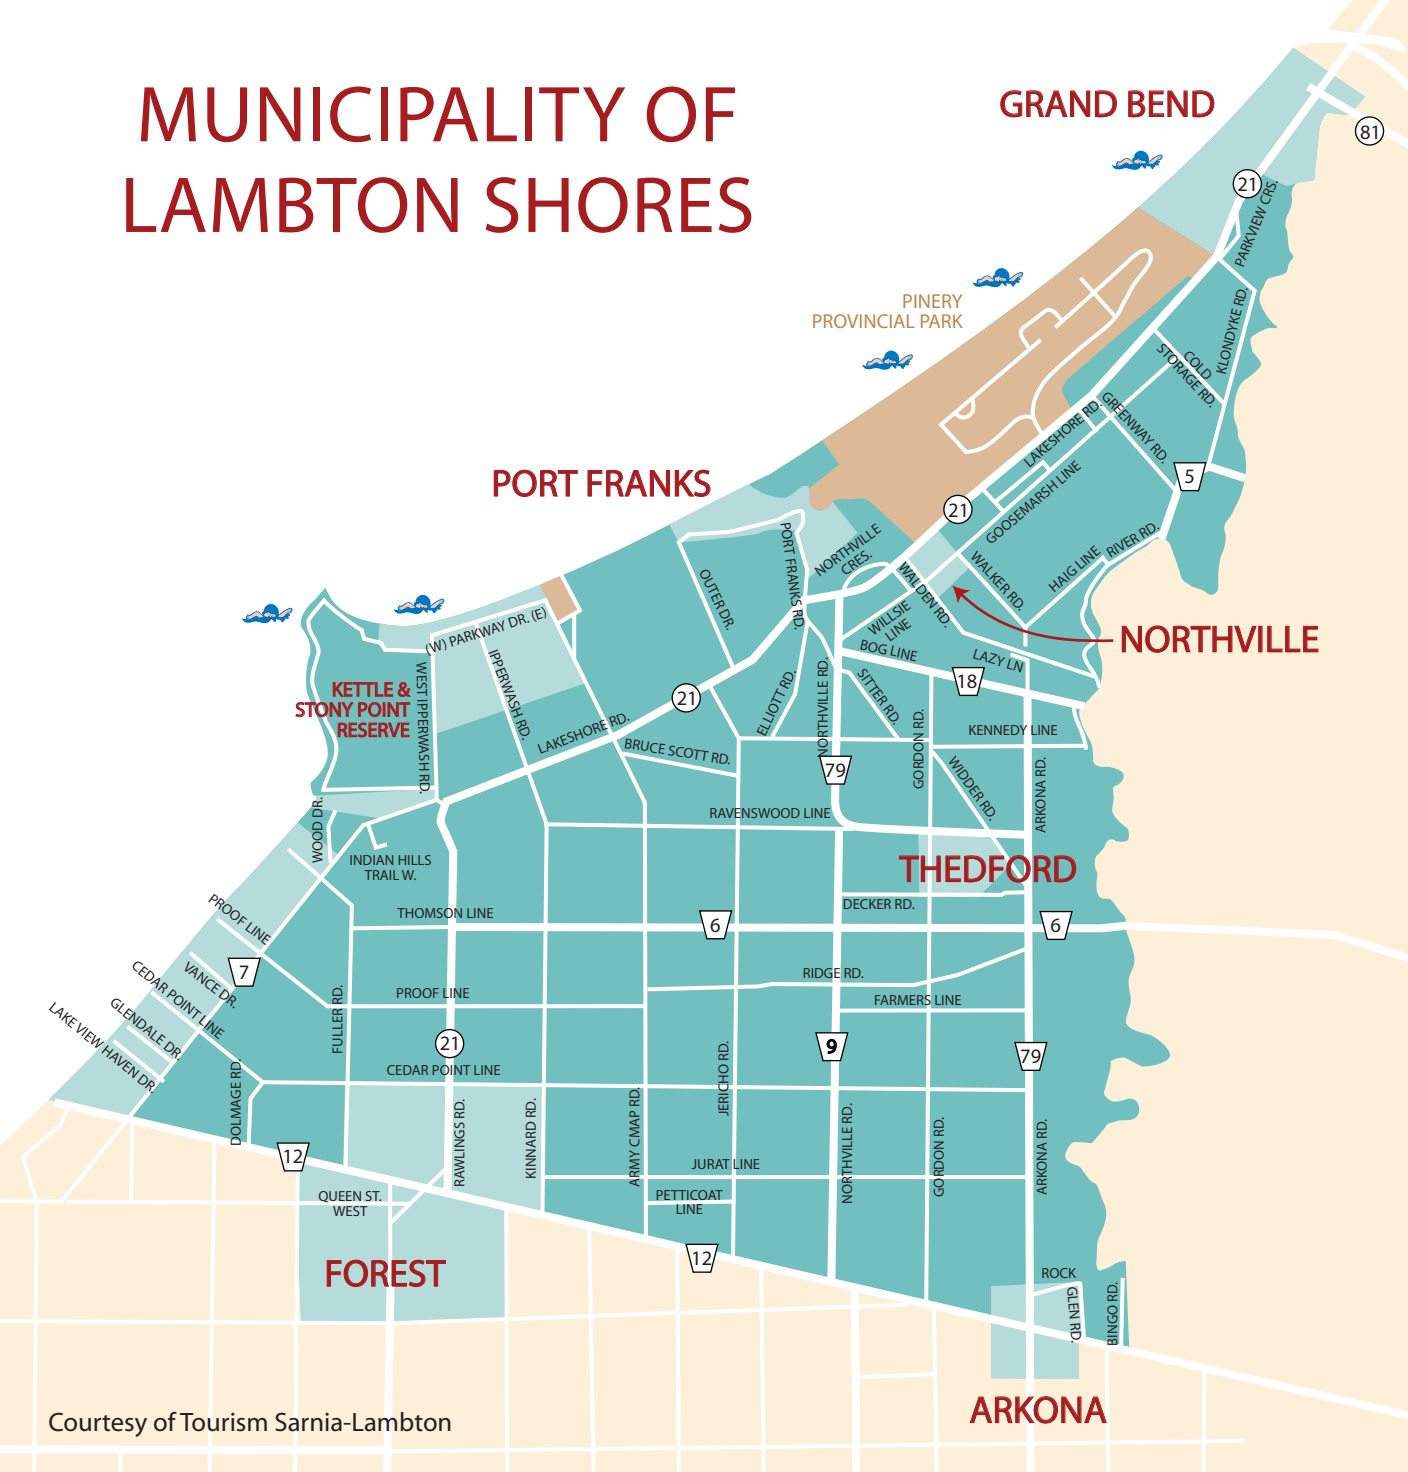 MUNICIPALITY OF
LAMBTON SHORES
GRAND BEND
81
21
PARKVIEW CRS.
PINERY
PROVINCIAL PARK
KLONDYKE RD.
COLD
STORAGE RD.
LAKESHORE RD.
GREENWAY RD.
5
PORT FRANKS
GOOSEMARSH LINE
21
PORT FRANKS RD.
NORTHVILLE
CRES.
HAIG LINE
RIVER RD.
WALKER RD.
WALDEN RD.
OUTER DR.
WILLSIE
LINE
NORTHVILLE
(W) PARKWAY DR. (E)
BOG LINE
LAZY LN
18
KETTLE &
STONY POINT
RESERVE
WEST IPPERWASH RD.
IPPERWASH RD.
21
ELLIOTT RD.
NORTHVILLE RD.
SITTER RD.
GORDON RD.
KENNEDY LINE
LAKESHORE RD.
BRUCE SCOTT RD.
79
WIDDER RD.
ARKONA RD.
WOOD DR.
RAVENSWOOD LINE
INDIAN HILLS
TRAIL W.
THEDFORD
DECKER RD.
PROOF LINE
THOMSON LINE
6
6
7
VANCE DR.
CEDAR POINT LINE
GLENDALE DR.
LAKE VIEW HAVEN DR.
RIDGE RD.
PROOF LINE
FARMERS LINE
FULLER RD.
21
9
79
CEDAR POINT LINE
JERICHO RD.
DOLMAGE RD.
RAWLINGS RD.
KINNARD RD.
ARMY CMAP RD.
NORTHVILLE RD.
GORDON RD.
ARKONA RD.
12
JURAT LINE
QUEEN ST.
WEST
PETTICOAT
LINE
12
FOREST
ROCK
GLEN RD.
BINGO RD.
ARKONA
Courtesy of Tourism Sarnia-Lambton